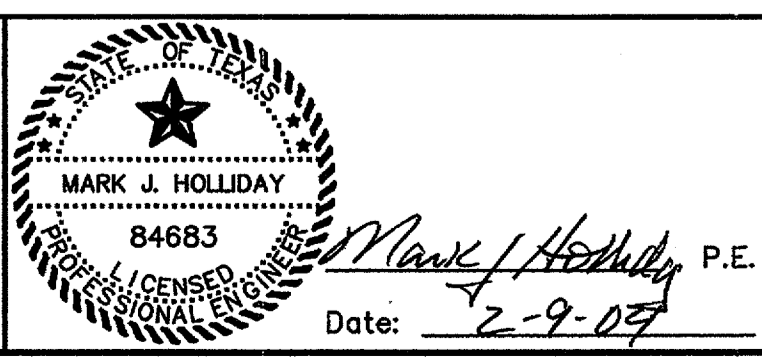 STATE OF TEXAS
MARK J. HOLLIDAY
84683
LICENSED
PROFESSIONAL ENGINEER
Mark J Holliday P.E.
Date: 2-9-09